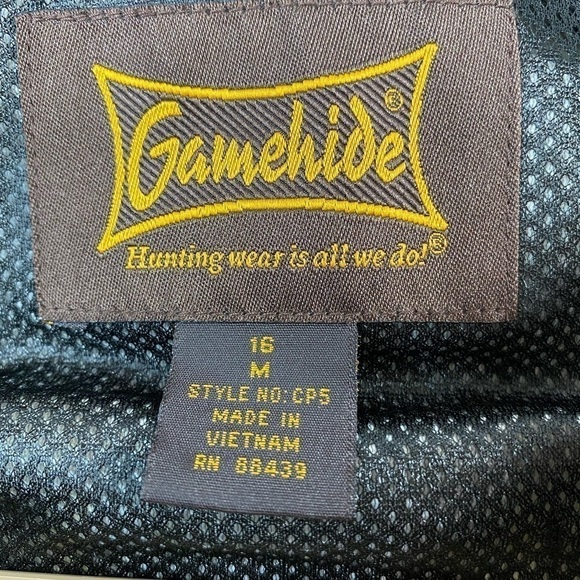 Gamehide®
Hunting wear is all we do!®
16
M
STYLE NO: CP5
MADE IN
VIETNAM
RN 88439